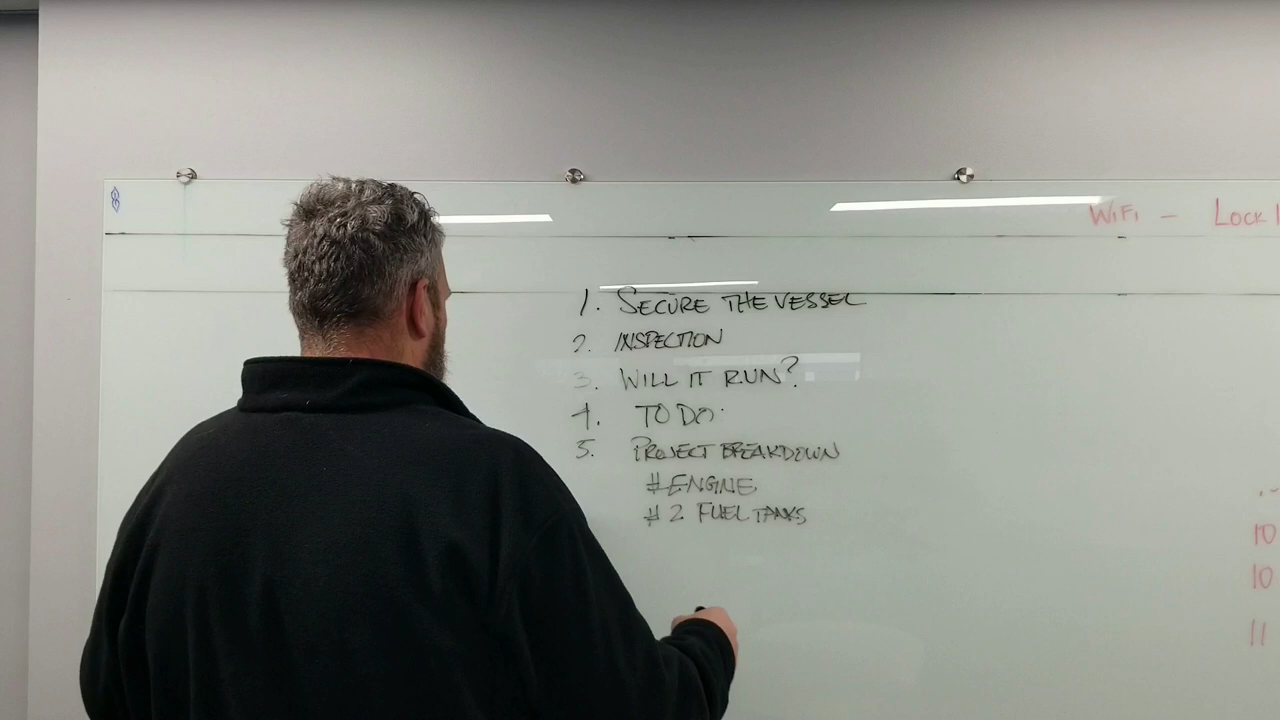 WiFi - Lock
1. SECURE THE VESSEL
2. INSPECTION
3. WILL IT RUN?
4. TO DO
5. PROJECT BREAKDOWN
# ENGINE
# 2 FUEL TANKS
10
10
11